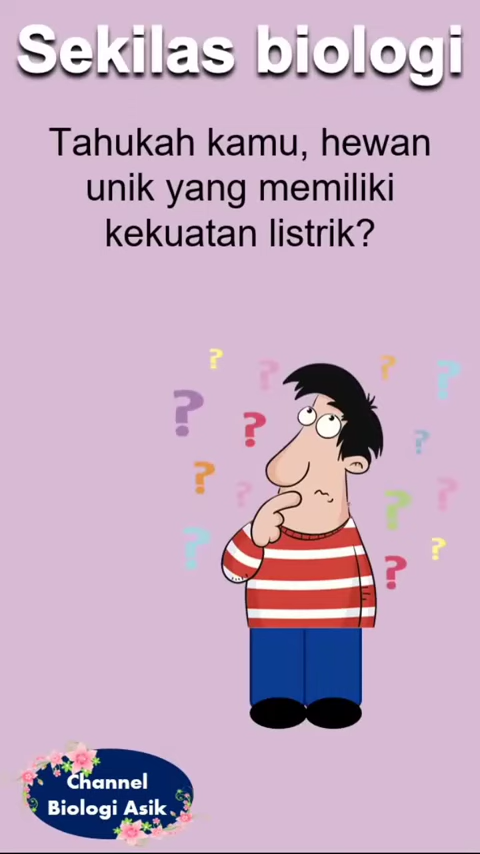 Sekilas biologi
Tahukah kamu, hewan
unik yang memiliki
kekuatan listrik?
Channel
Biologi Asik